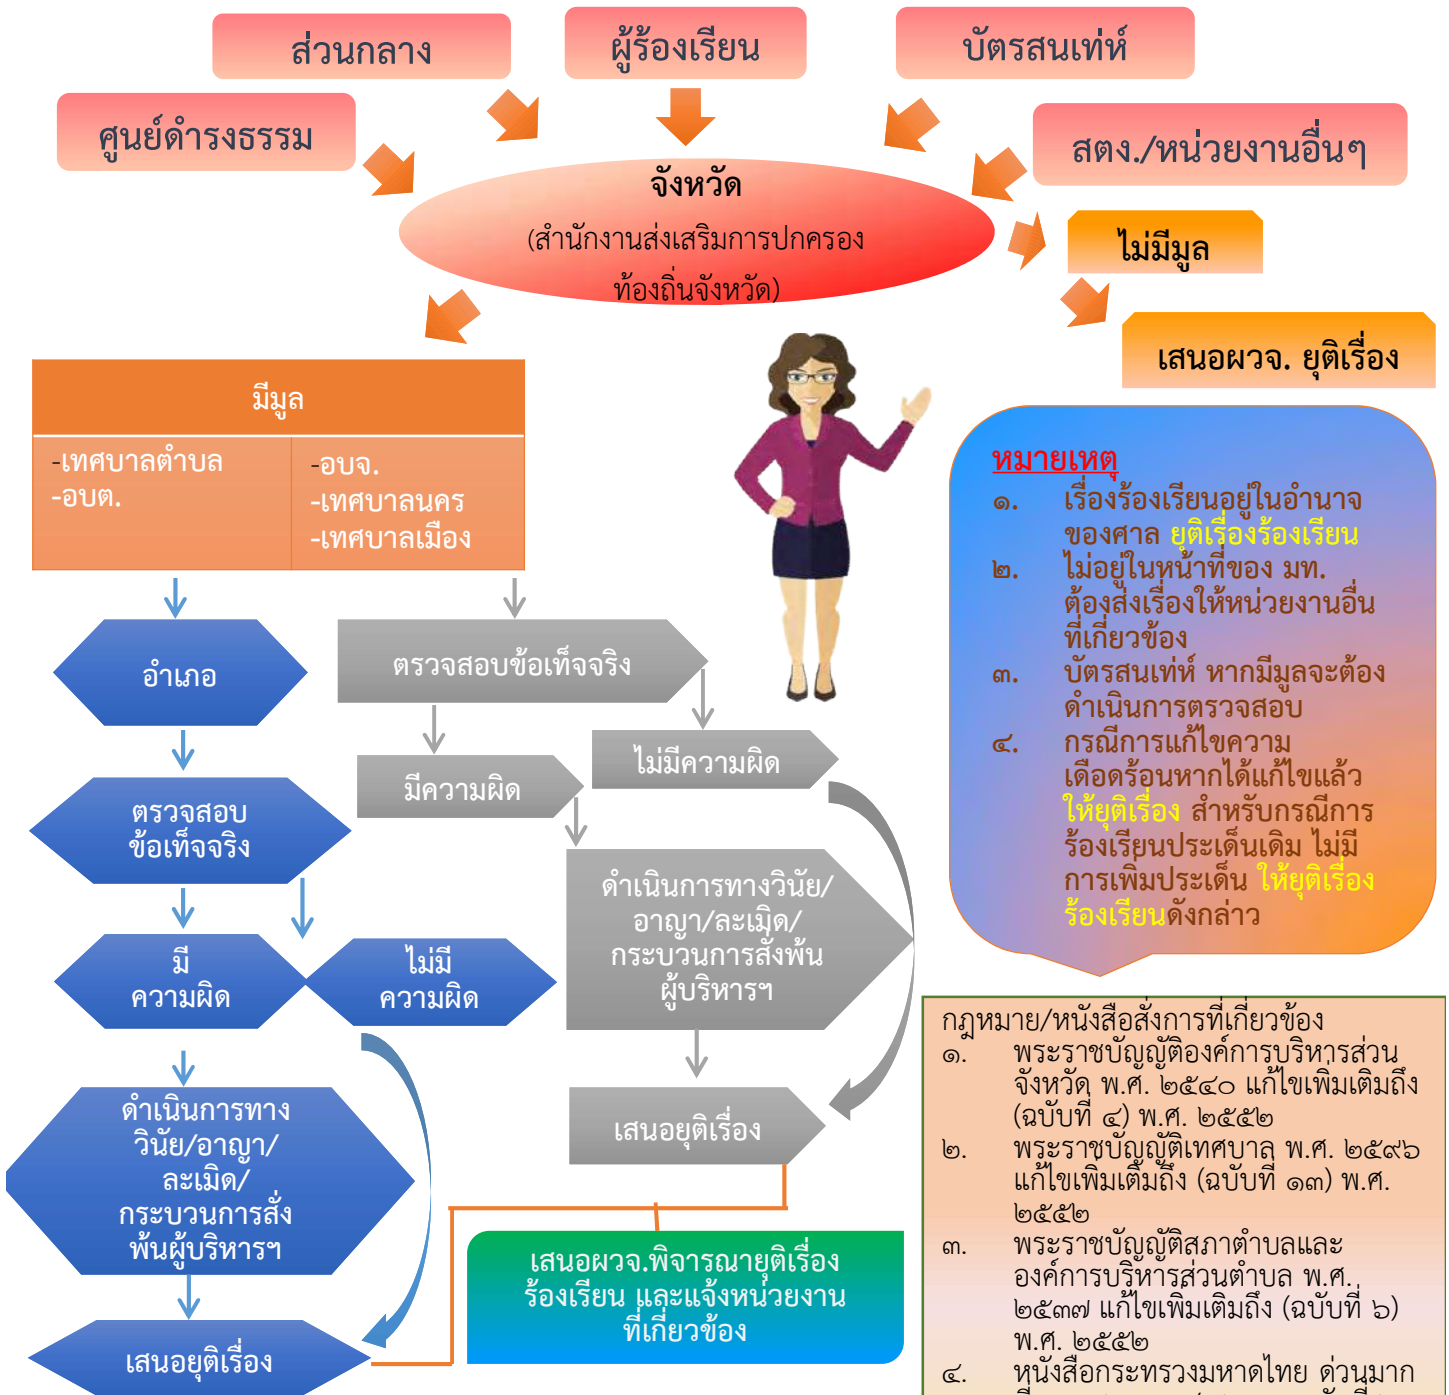 ส่วนกลาง
ผู้ร้องเรียน
บัตรสนเท่ห์
ศูนย์ดำรงธรรม
สตง./หน่วยงานอื่นๆ
จังหวัด
(สำนักงานส่งเสริมการปกครอง
ท้องถิ่นจังหวัด)
ไม่มีมูล
เสนอผวจ. ยุติเรื่อง
มีมูล
-เทศบาลตำบล
-อบต.
-อบจ.
-เทศบาลนคร
-เทศบาลเมือง
อำเภอ
ตรวจสอบข้อเท็จจริง
มีความผิด
ไม่มีความผิด
ตรวจสอบ
ข้อเท็จจริง
ดำเนินการทางวินัย/
อาญา/ละเมิด/
กระบวนการสั่งพ้น
ผู้บริหารฯ
มี
ความผิด
ไม่มี
ความผิด
ดำเนินการทาง
วินัย/อาญา/
ละเมิด/
กระบวนการสั่ง
พ้นผู้บริหารฯ
เสนอยุติเรื่อง
เสนอยุติเรื่อง
เสนอผวจ.พิจารณายุติเรื่อง
ร้องเรียน และแจ้งหน่วยงาน
ที่เกี่ยวข้อง
หมายเหตุ
๑. เรื่องร้องเรียนอยู่ในอำนาจ
ของศาล ยุติเรื่องร้องเรียน
๒. ไม่อยู่ในหน้าที่ของ มท.
ต้องส่งเรื่องให้หน่วยงานอื่น
ที่เกี่ยวข้อง
๓. บัตรสนเท่ห์ หากมีมูลจะต้อง
ดำเนินการตรวจสอบ
๔. กรณีการแก้ไขความ
เดือดร้อนหากได้แก้ไขแล้ว
ให้ยุติเรื่อง สำหรับกรณีการ
ร้องเรียนประเด็นเดิม ไม่มี
การเพิ่มประเด็น ให้ยุติเรื่อง
ร้องเรียนดังกล่าว
กฎหมาย/หนังสือสั่งการที่เกี่ยวข้อง
๑. พระราชบัญญัติองค์การบริหารส่วน
จังหวัด พ.ศ. ๒๕๔๐ แก้ไขเพิ่มเติมถึง
(ฉบับที่ ๔) พ.ศ. ๒๕๕๒
๒. พระราชบัญญัติเทศบาล พ.ศ. ๒๕๙๖
แก้ไขเพิ่มเติมถึง (ฉบับที่ ๑๓) พ.ศ.
๒๕๕๒
๓. พระราชบัญญัติสภาตำบลและ
องค์การบริหารส่วนตำบล พ.ศ.
๒๕๓๗ แก้ไขเพิ่มเติมถึง (ฉบับที่ ๖)
พ.ศ. ๒๕๕๒
๔. หนังสือกระทรวงมหาดไทย ด่วนมาก